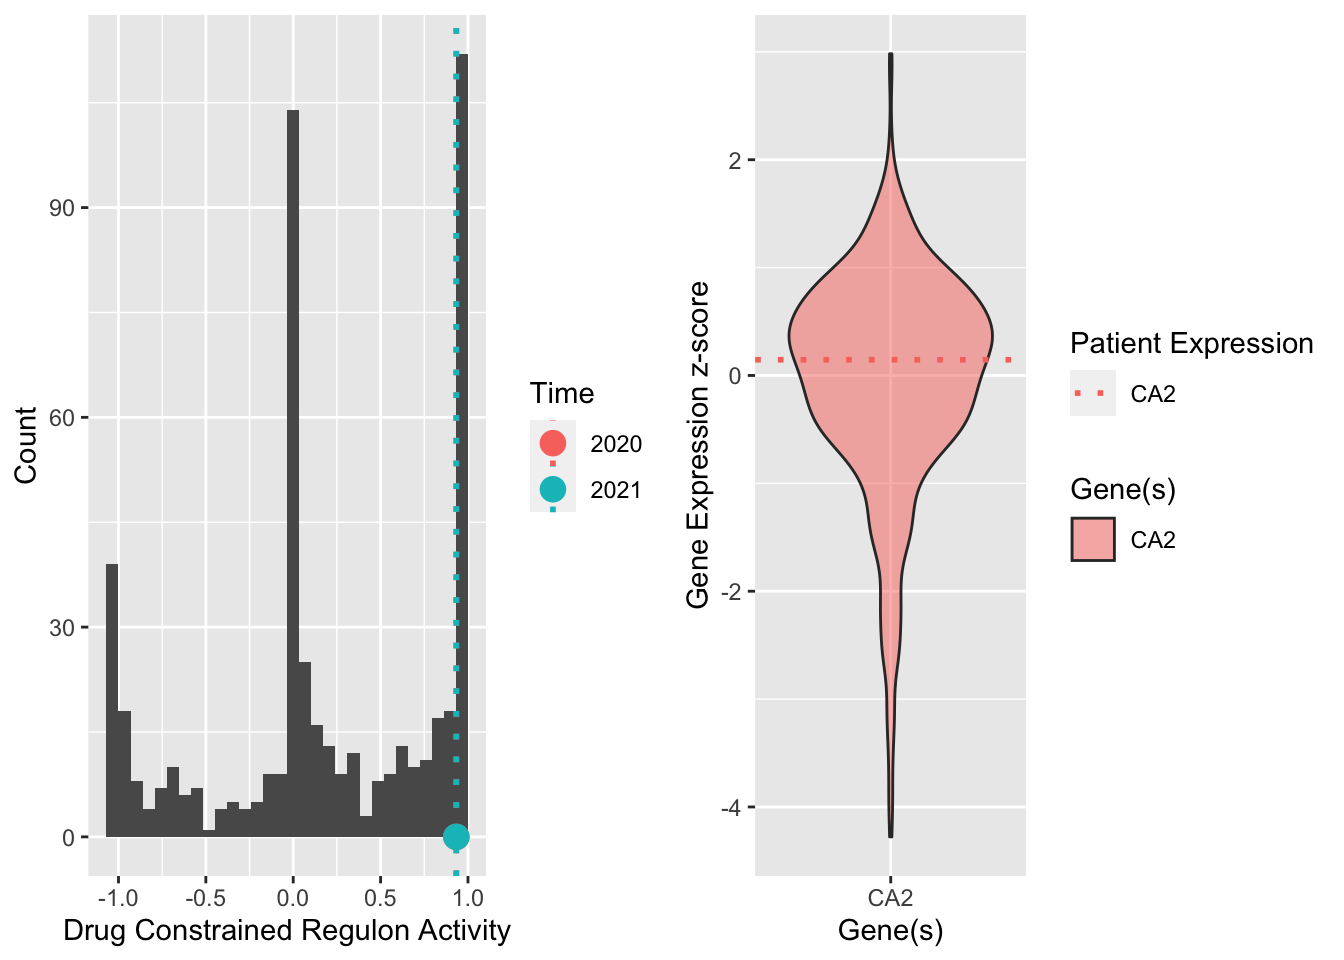 90
60
30
0
Count
-1.0 -0.5 0.0 0.5 1.0
Drug Constrained Regulon Activity
Time
2020
2021
2
0
-2
-4
Gene Expression z-score
CA2
Gene(s)
Patient Expression
CA2
Gene(s)
CA2